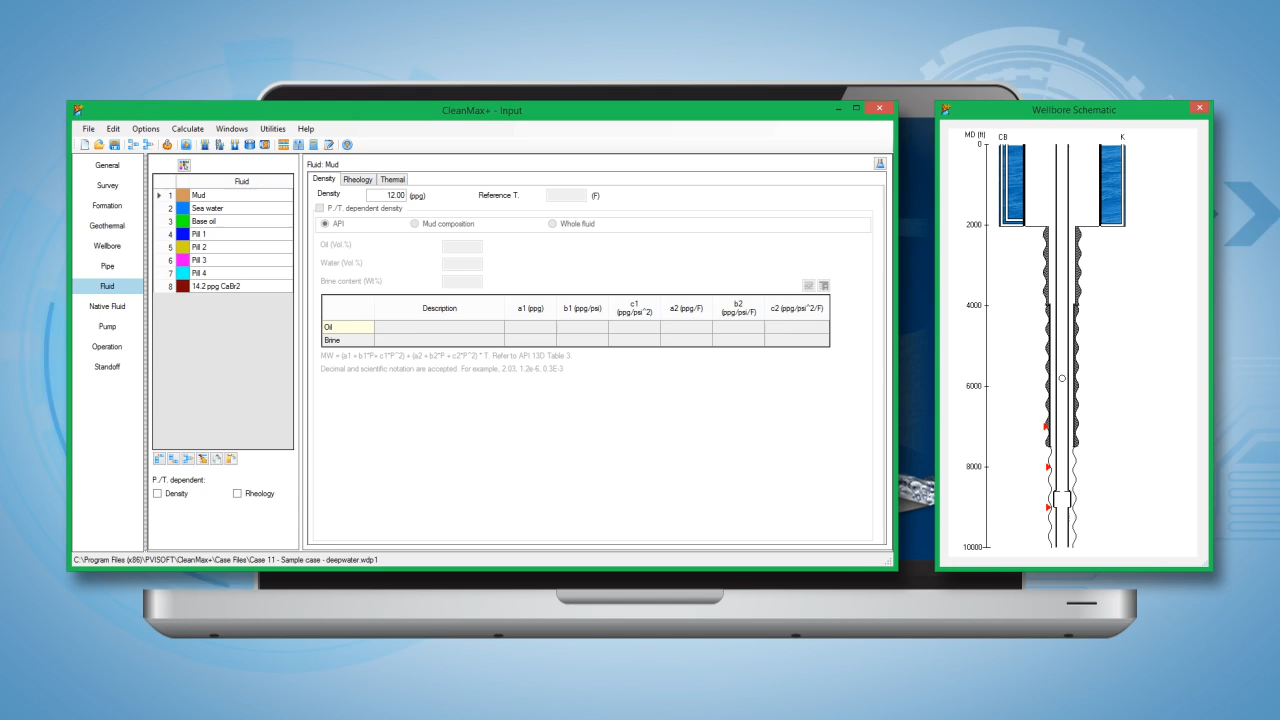 CleanMax+ - Input
File Edit Options Calculate Windows Utilities Help
General
Survey
Formation
Geothermal
Wellbore
Pipe
Fluid
Native Fluid
Pump
Operation
Standoff
Fluid
1 Mud
2 Sea water
3 Base oil
4 Pill 1
5 Pill 2
6 Pill 3
7 Pill 4
8 14.2 ppg CaBr2
P./T. dependent:
Density Rheology
Fluid: Mud
Density Rheology Thermal
Density 12.00 (ppg) Reference T. (F)
P./T. dependent density
API Mud composition Whole fluid
Oil (Vol.%)
Water (Vol.%)
Brine content (Wt%)
Description a1 (ppg) b1 (ppg/psi) c1 (ppg/psi^2) a2 (ppg/F) b2 (ppg/psi/F) c2 (ppg/psi^2/F)
Oil
Brine
MW = (a1 + b1*P+ c1*P^2) + (a2 + b2*P + c2*P^2) * T. Refer to API 13D Table 3.
Decimal and scientific notation are accepted. For example, 2.03, 1.2e-6, 0.3E-3
C:\Program Files (x86)\PVISOFT\CleanMax+\Case Files\Case 11 - Sample case - deepwater.wdp1
Wellbore Schematic
MD (ft) CB K
0
2000
4000
6000
8000
10000